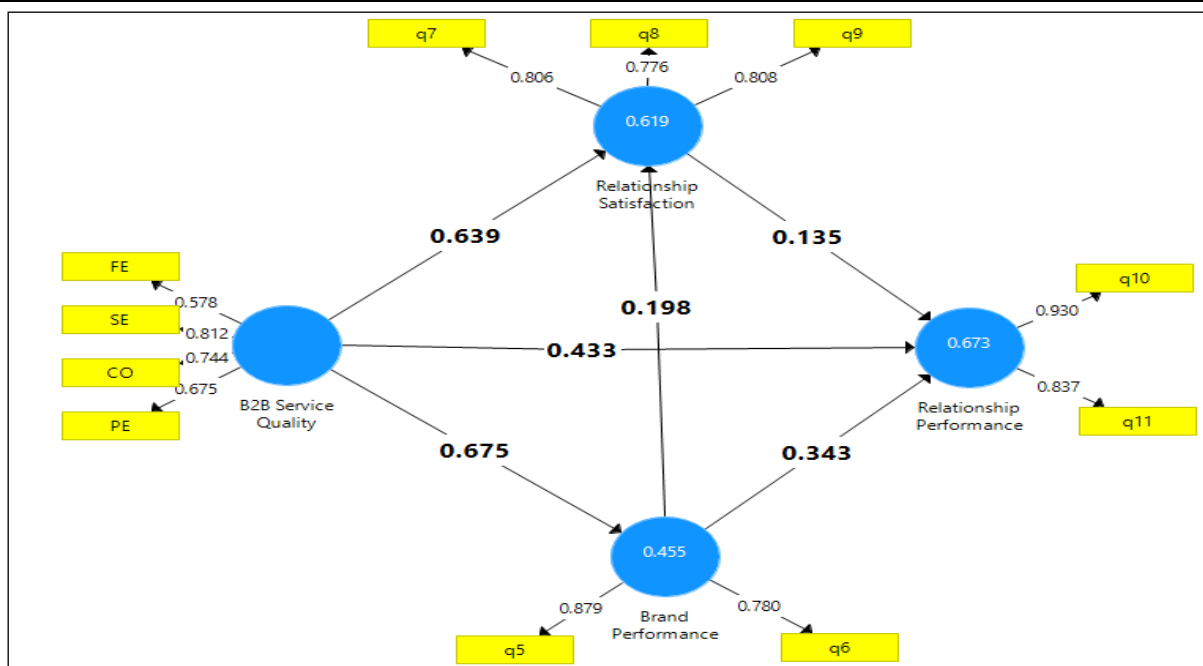 q7
q8
q9
0.806
0.776
0.808
0.619
Relationship
Satisfaction
0.639
0.135
FE
0.578
SE
0.812
CO
0.744
PE
0.675
B2B Service
Quality
0.198
0.433
q10
0.930
0.673
0.837
q11
Relationship
Performance
0.675
0.343
0.455
0.879
0.780
Brand
Performance
q5
q6